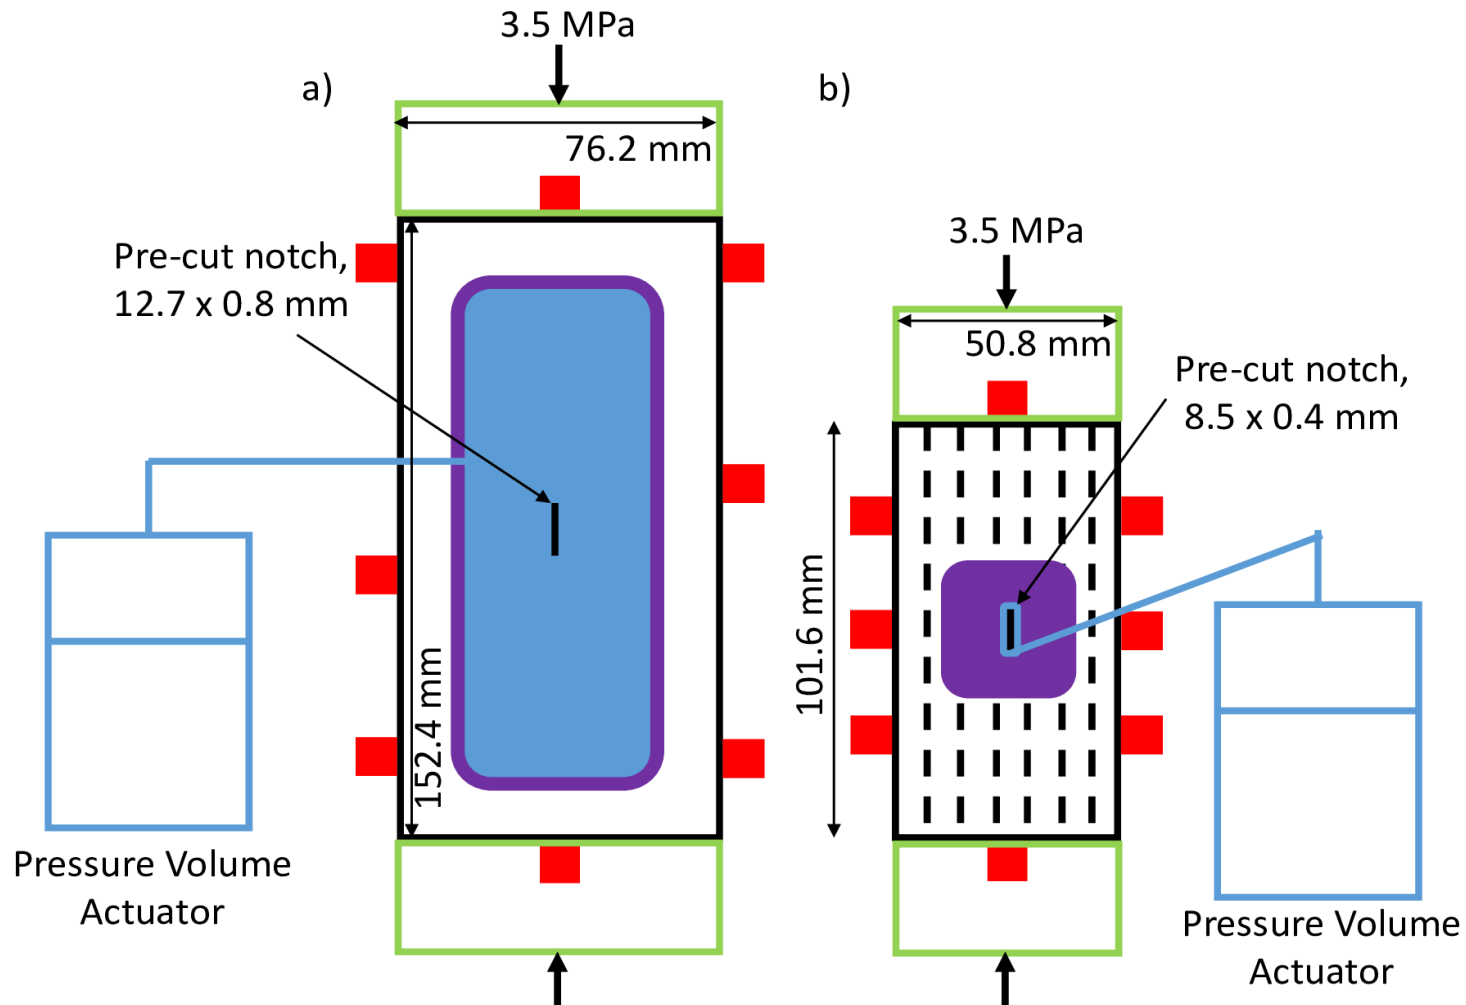 3.5 MPa
a)
76.2 mm
Pre-cut notch,
12.7 x 0.8 mm
152.4 mm
Pressure Volume
Actuator
b)
3.5 MPa
50.8 mm
Pre-cut notch,
8.5 x 0.4 mm
101.6 mm
Pressure Volume
Actuator